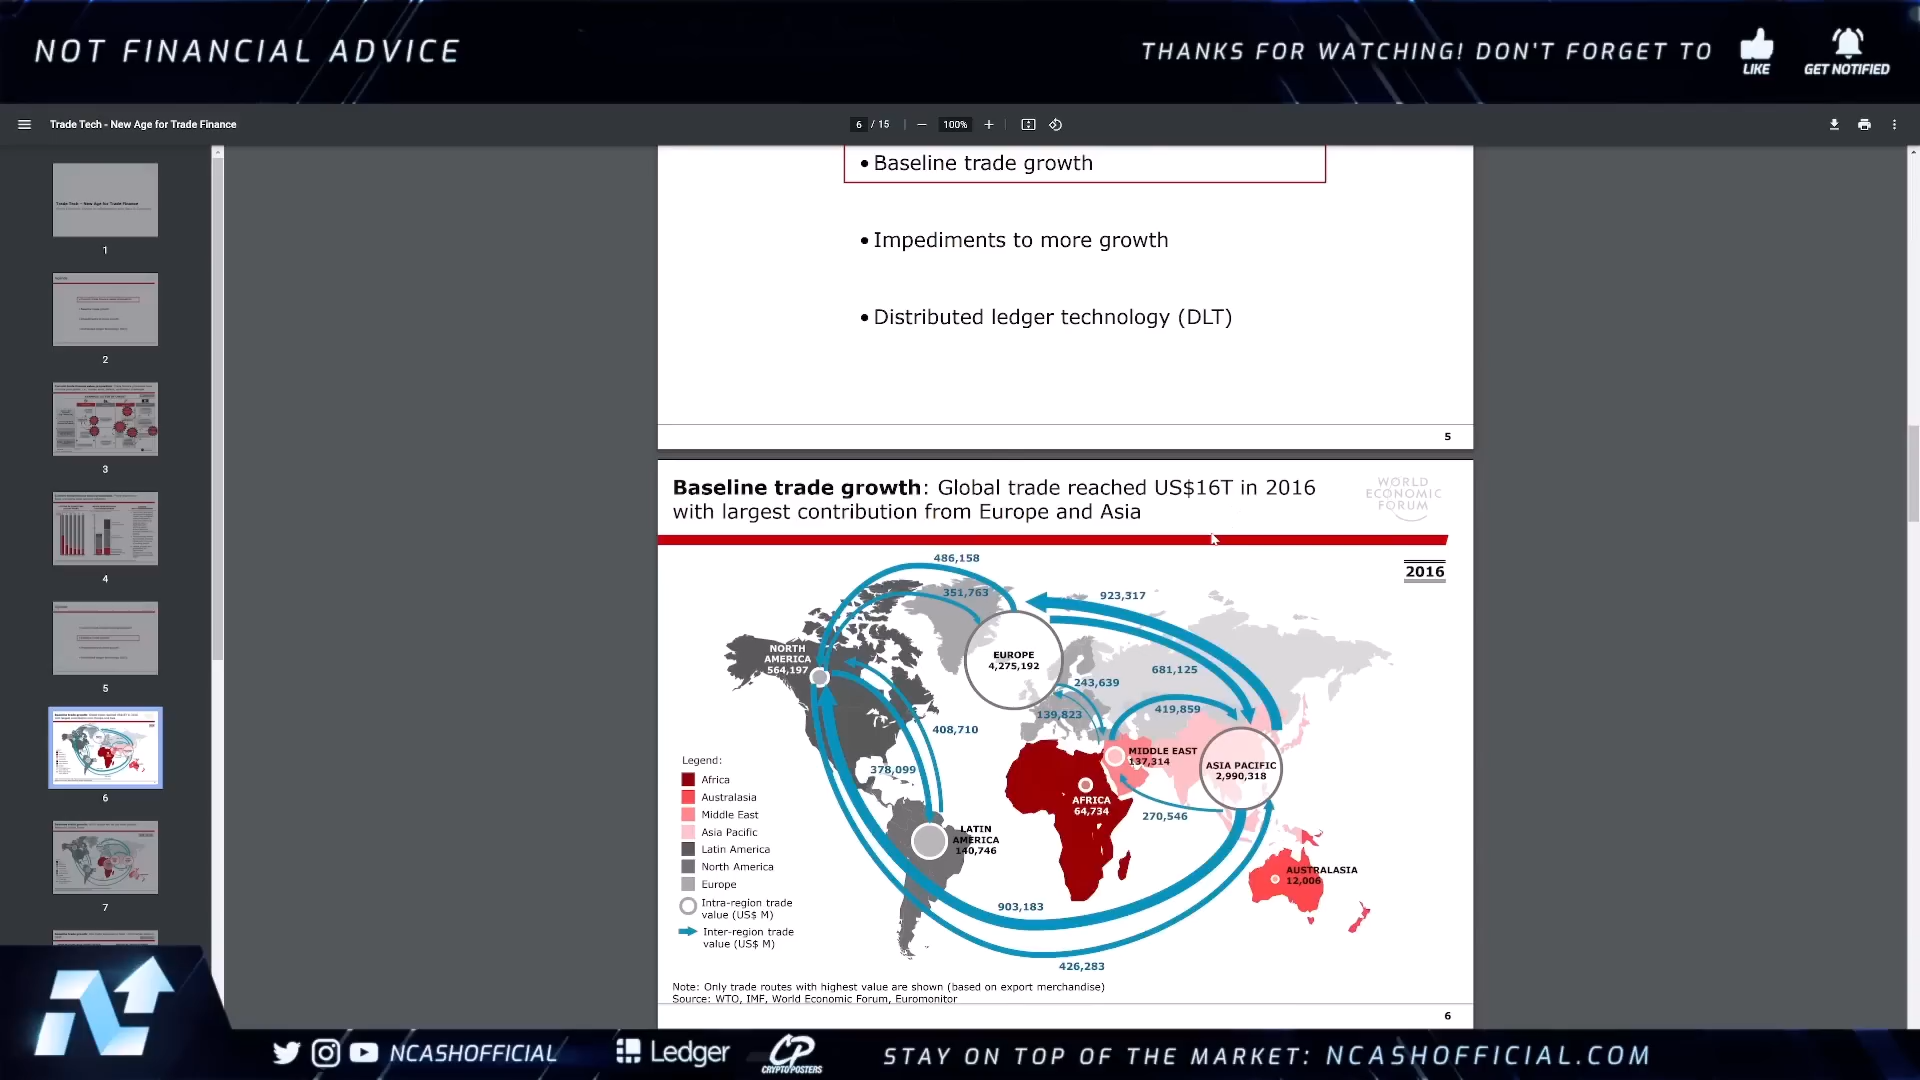 NOT FINANCIAL ADVICE
THANKS FOR WATCHING! DON'T FORGET TO
LIKE
GET NOTIFIED
Trade Tech - New Age for Trade Finance
6 / 15
100%
1
2
3
4
5
6
7
• Baseline trade growth
• Impediments to more growth
• Distributed ledger technology (DLT)
5
Baseline trade growth: Global trade reached US$16T in 2016
with largest contribution from Europe and Asia
WORLD
ECONOMIC
FORUM
2016
486,158
351,763
923,317
NORTH
AMERICA
564,197
EUROPE
4,275,192
681,125
243,639
139,823
419,859
408,710
MIDDLE EAST
137,314
ASIA PACIFIC
2,990,318
378,099
AFRICA
64,734
270,546
LATIN
AMERICA
140,746
AUSTRALASIA
12,006
903,183
426,283
Legend:
Africa
Australasia
Middle East
Asia Pacific
Latin America
North America
Europe
Intra-region trade
value (US$ M)
Inter-region trade
value (US$ M)
Note: Only trade routes with highest value are shown (based on export merchandise)
Source: WTO, IMF, World Economic Forum, Euromonitor
6
NCASHOFFICIAL
Ledger
CP
CRYPTOPOSTERS
STAY ON TOP OF THE MARKET: NCASHOFFICIAL.COM